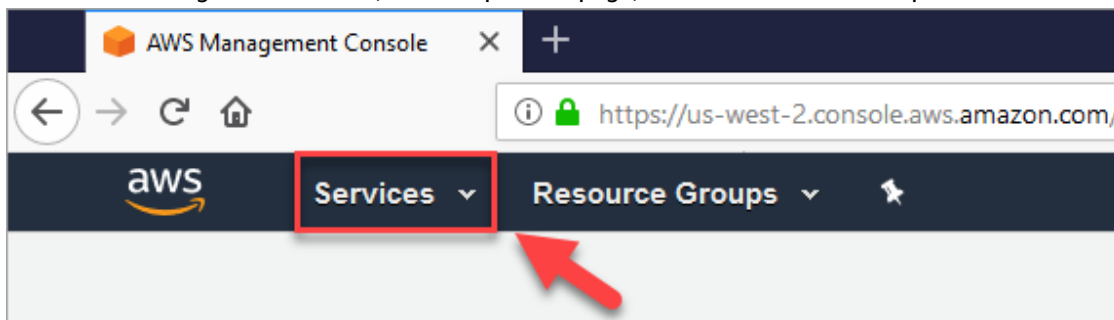 AWS Management Console
https://us-west-2.console.aws.amazon.com/
aws Services Resource Groups